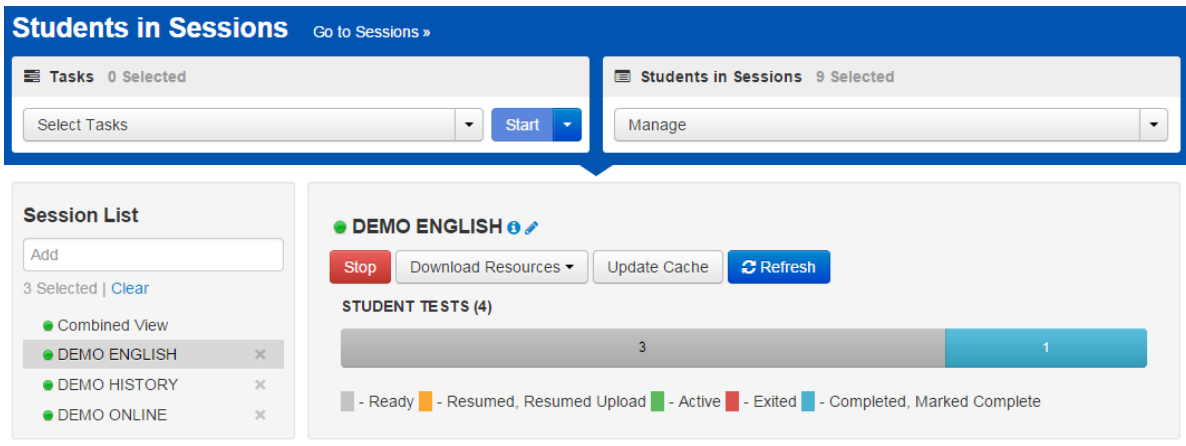 Students in Sessions Go to Sessions »
Tasks 0 Selected
Select Tasks Start
Students in Sessions 9 Selected
Manage
Session List
Add
3 Selected | Clear
Combined View
DEMO ENGLISH
DEMO HISTORY
DEMO ONLINE
DEMO ENGLISH
Stop Download Resources Update Cache Refresh
STUDENT TESTS (4)
3 1
- Ready - Resumed, Resumed Upload - Active - Exited - Completed, Marked Complete